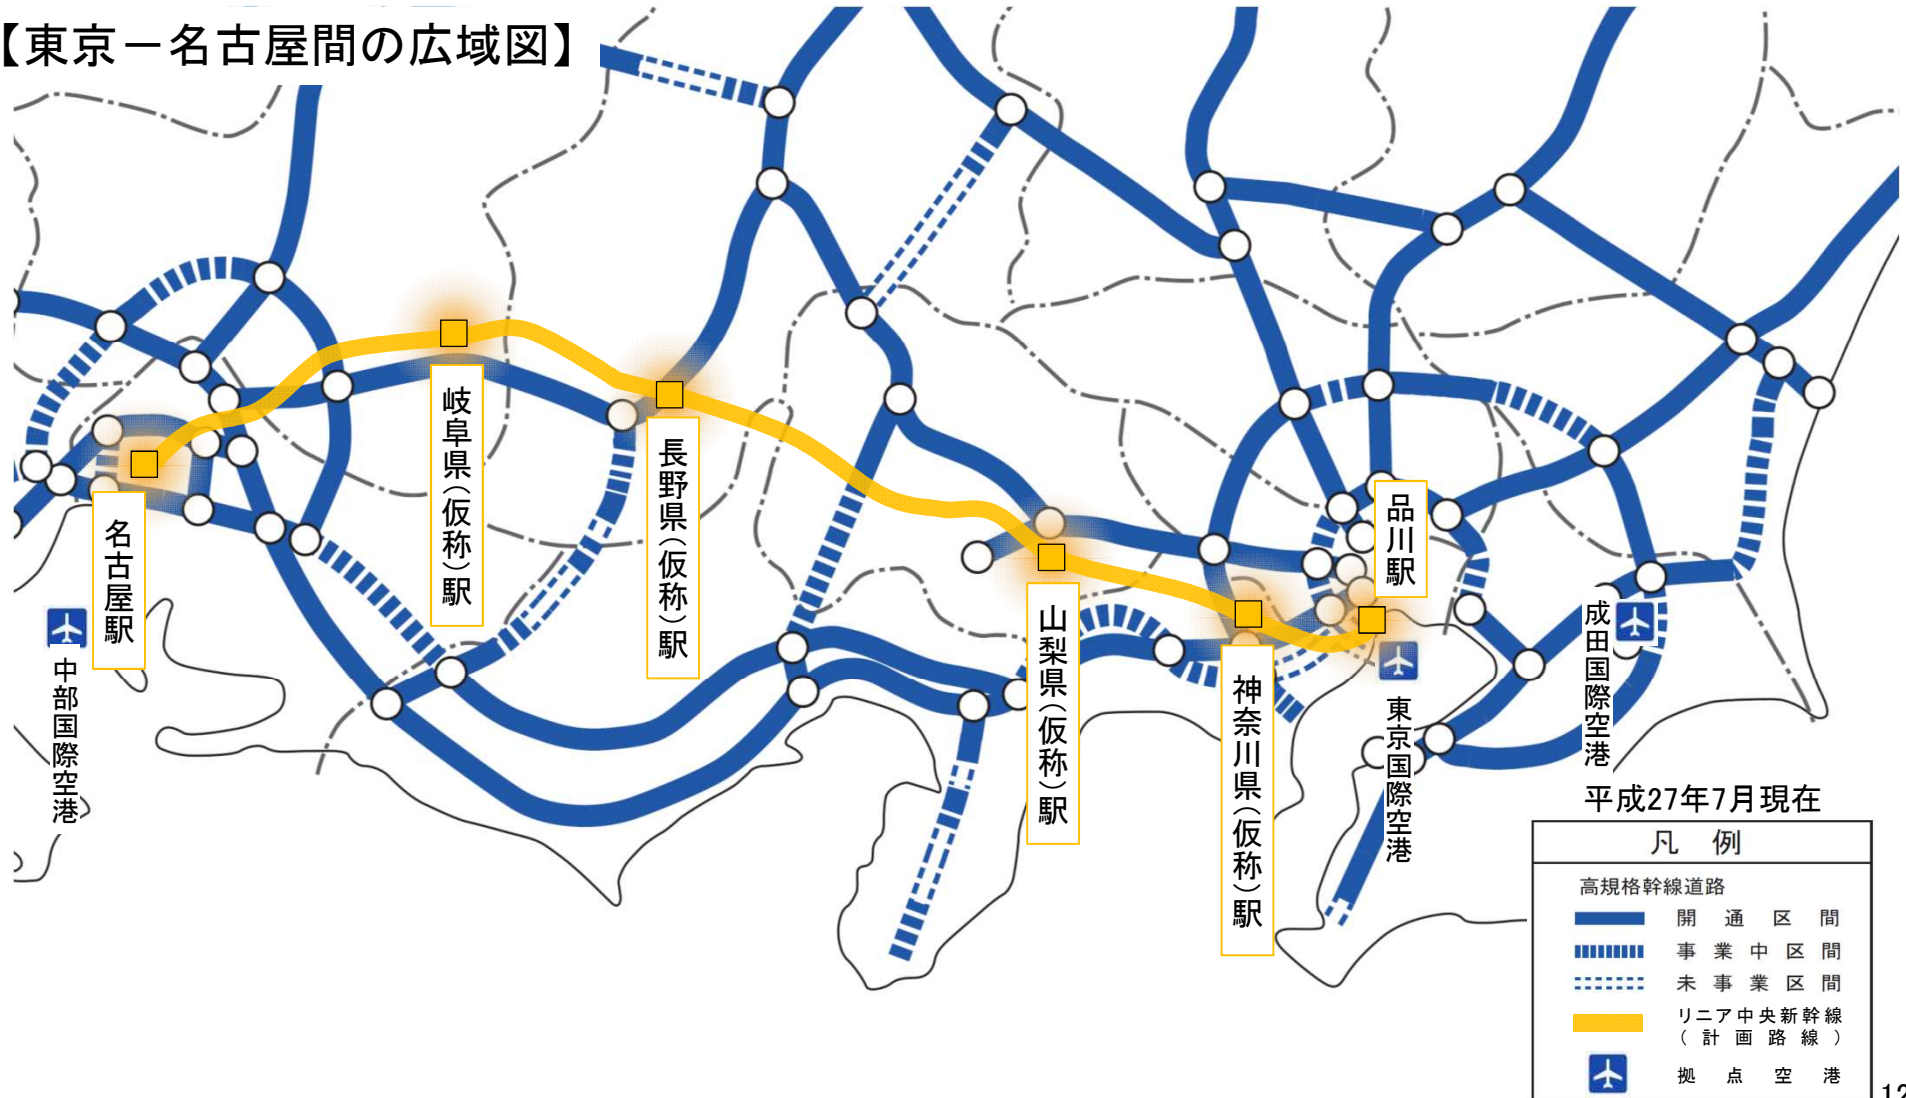 【東京－名古屋間の広域図】
岐阜県（仮称）駅
長野県（仮称）駅
名古屋駅
品川駅
山梨県（仮称）駅
神奈川県（仮称）駅
中部国際空港
東京国際空港
成田国際空港
平成27年7月現在
凡例
高規格幹線道路
開通区間
事業中区間
未事業区間
リニア中央新幹線
（計画路線）
拠点空港
12